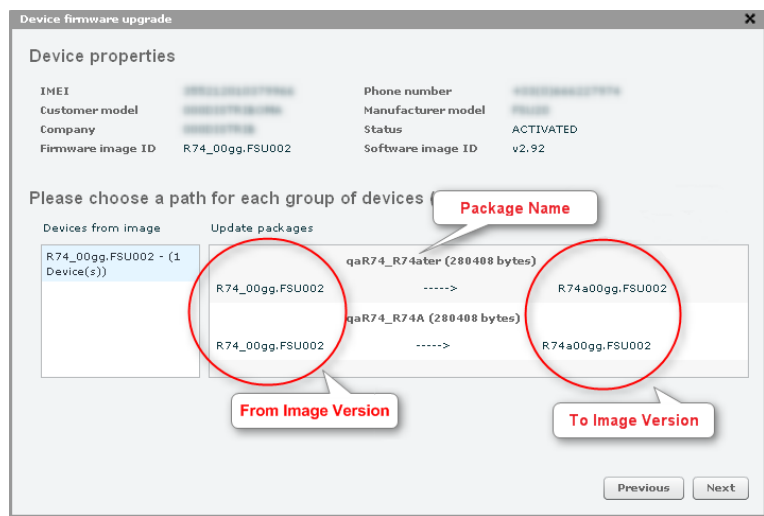 Device firmware upgrade
Device properties
IMEI
Phone number
Customer model
Manufacturer model
Company
Status ACTIVATED
Firmware image ID R74_00gg.FSU002
Software image ID v2.92
Please choose a path for each group of devices (
Package Name
Devices from image
Update packages
R74_00gg.FSU002 - (1
Device(s))
qaR74_R74ater (280408 bytes)
R74_00gg.FSU002 -----> R74a00gg.FSU002
qaR74_R74A (280408 bytes)
R74_00gg.FSU002 -----> R74a00gg.FSU002
From Image Version
To Image Version
Previous
Next